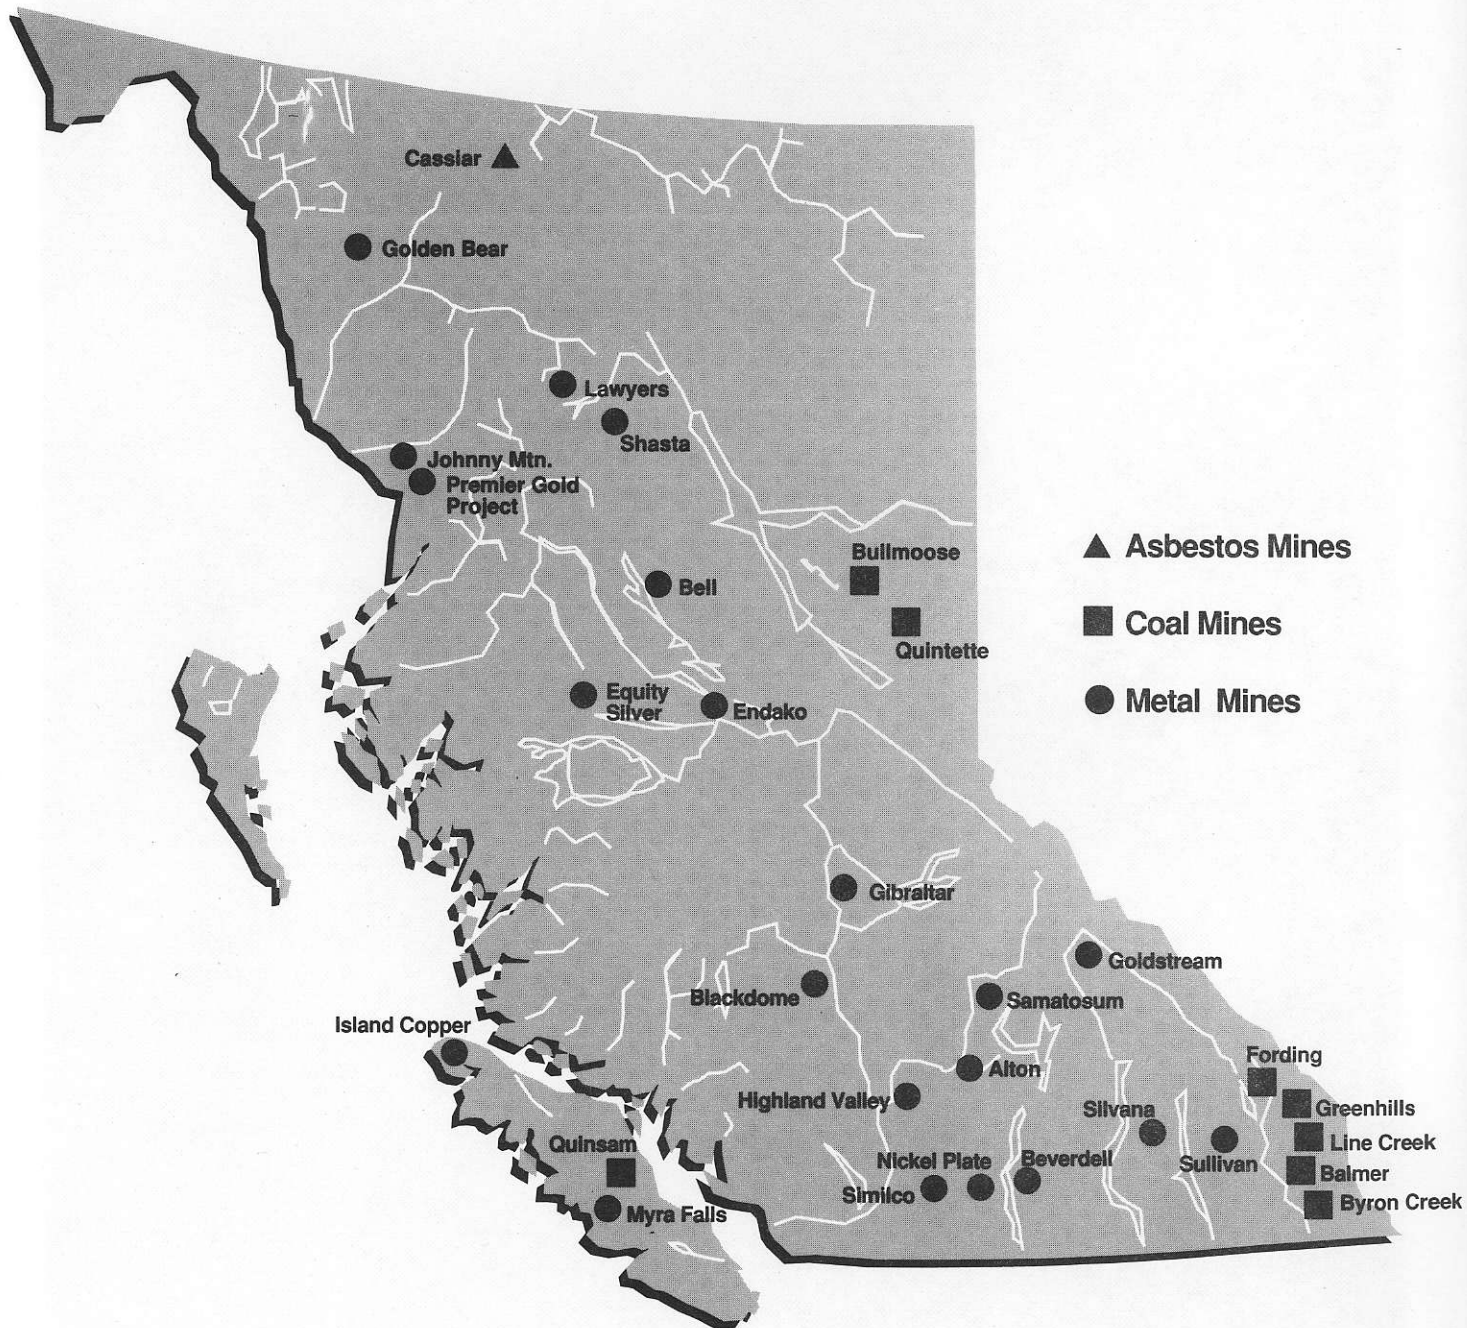 Cassiar
Golden Bear
Lawyers
Shasta
Johnny Mtn.
Premier Gold
Project
Bullmoose
Asbestos Mines
Bell
Coal Mines
Quintette
Equity
Silver
Endako
Metal Mines
Gibraltar
Goldstream
Blackdome
Samatosum
Island Copper
Fording
Alton
Highland Valley
Silvana
Greenhills
Line Creek
Quinsam
Nickel Plate
Beverdell
Sullivan
Balmer
Similco
Byron Creek
Myra Falls